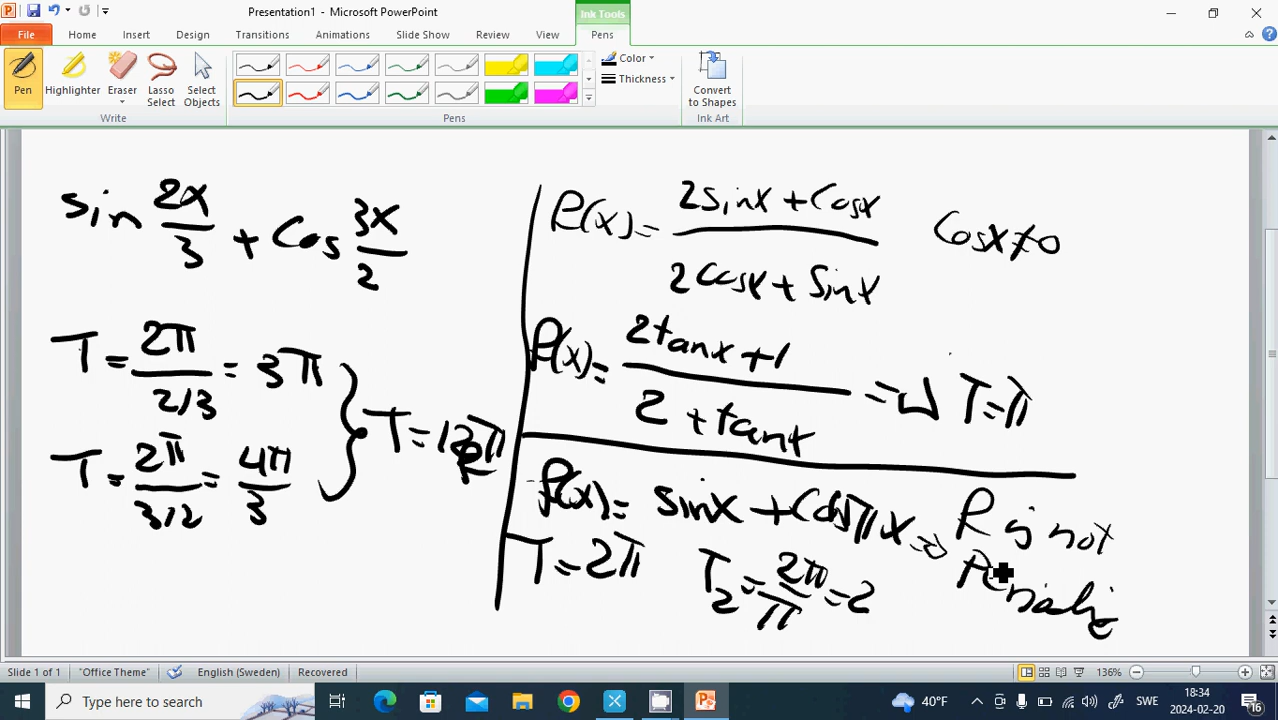 Presentation1 - Microsoft PowerPoint
Ink Tools
File Home Insert Design Transitions Animations Slide Show Review View Pens
Pen Highlighter Eraser Lasso Select Select Objects
Color
Thickness
Convert to Shapes
Write Pens Ink Art
sin 2x/3 + cos 3x/2
T = 2π / 2/3 = 3π
T = 2π / 3/2 = 4π/3
T = 12π
f(x) = 2sinx + cosx / 2cosx + sinx cosx ≠ 0
f(x) = 2tanx + 1 / 2 + tanx => T = π
f(x) = sinx + cosπx => f is not
T = 2π T2 = 2π/π = 2
Slide 1 of 1 "Office Theme" English (Sweden) Recovered 136%
Type here to search
40°F SWE 18:34
2024-02-20
16